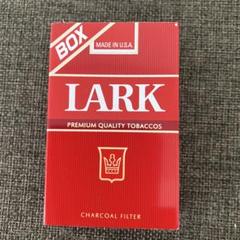 BOX
MADE IN U.S.A.
LARK
PREMIUM QUALITY TOBACCOS
CHARCOAL FILTER